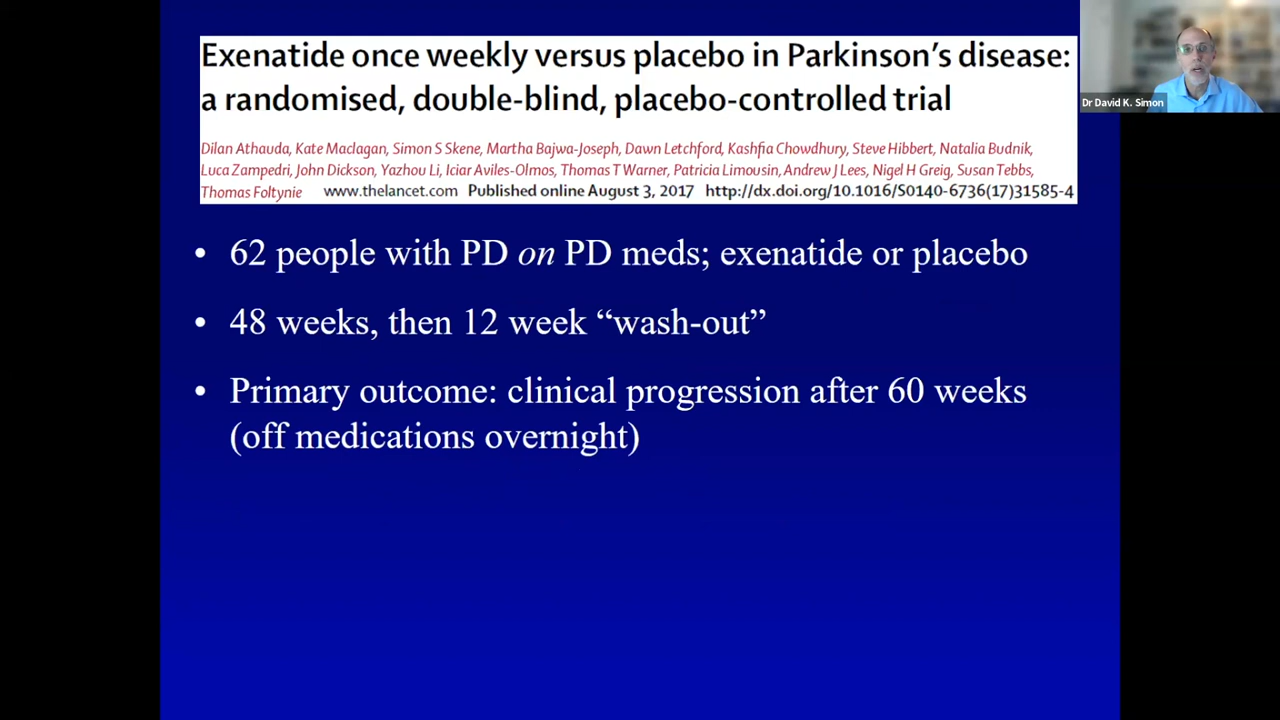 Exenatide once weekly versus placebo in Parkinson's disease:
a randomised, double-blind, placebo-controlled trial
Dilan Athauda, Kate Maclagan, Simon S Skene, Martha Bajwa-Joseph, Dawn Letchford, Kashfia Chowdhury, Steve Hibbert, Natalia Budnik,
Luca Zampedri, John Dickson, Yazhou Li, Iciar Aviles-Olmos, Thomas T Warner, Patricia Limousin, Andrew J Lees, Nigel H Greig, Susan Tebbs,
Thomas Foltynie www.thelancet.com Published online August 3, 2017 http://dx.doi.org/10.1016/S0140-6736(17)31585-4
Dr David K. Simon
• 62 people with PD on PD meds; exenatide or placebo
• 48 weeks, then 12 week “wash-out”
• Primary outcome: clinical progression after 60 weeks
(off medications overnight)